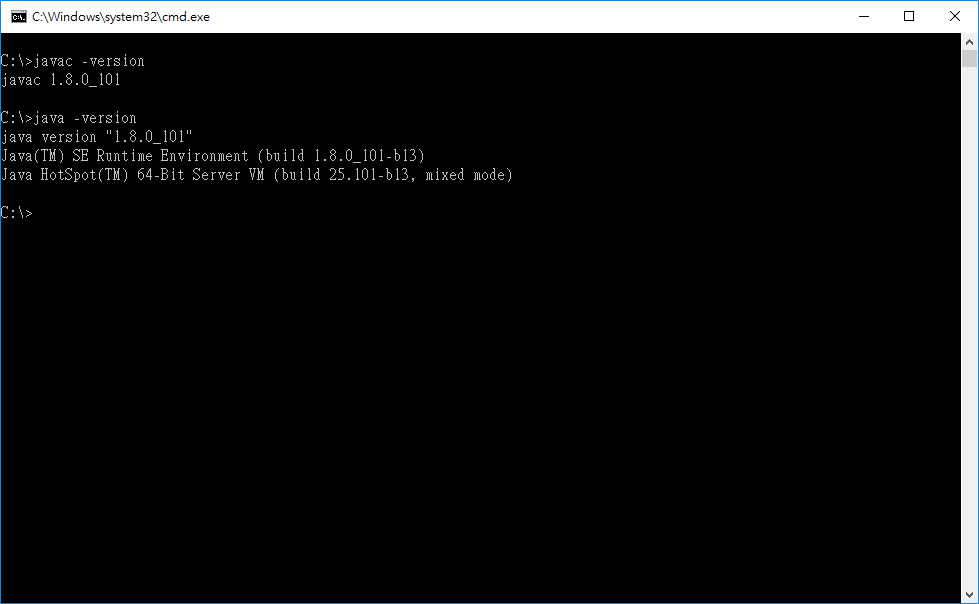 C:\Windows\system32\cmd.exe
C:\>javac -version
javac 1.8.0_101
C:\>java -version
java version "1.8.0_101"
Java(TM) SE Runtime Environment (build 1.8.0_101-b13)
Java HotSpot(TM) 64-Bit Server VM (build 25.101-b13, mixed mode)
C:\>